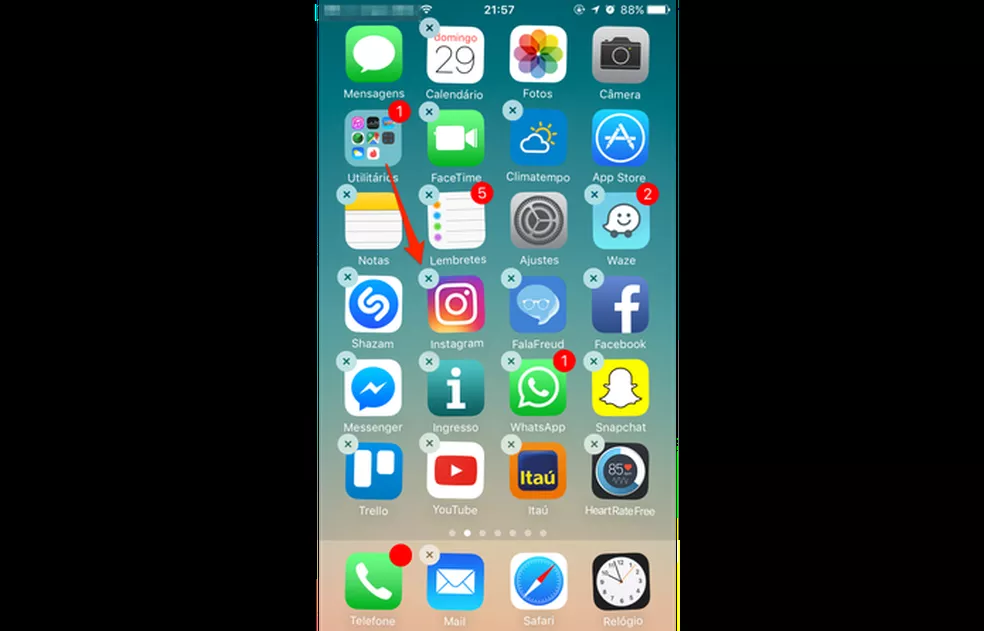 21:57 88%
domingo
29
Mensagens Calendário Fotos Câmera
1
Utilitários FaceTime Climatempo App Store
5 2
Notas Lembretes Ajustes Waze
Shazam Instagram FalaFreud Facebook
1
Messenger Ingresso WhatsApp Snapchat
85
Itaú
Trello YouTube Itaú HeartRateFree
Telefone Mail Safari Relógio